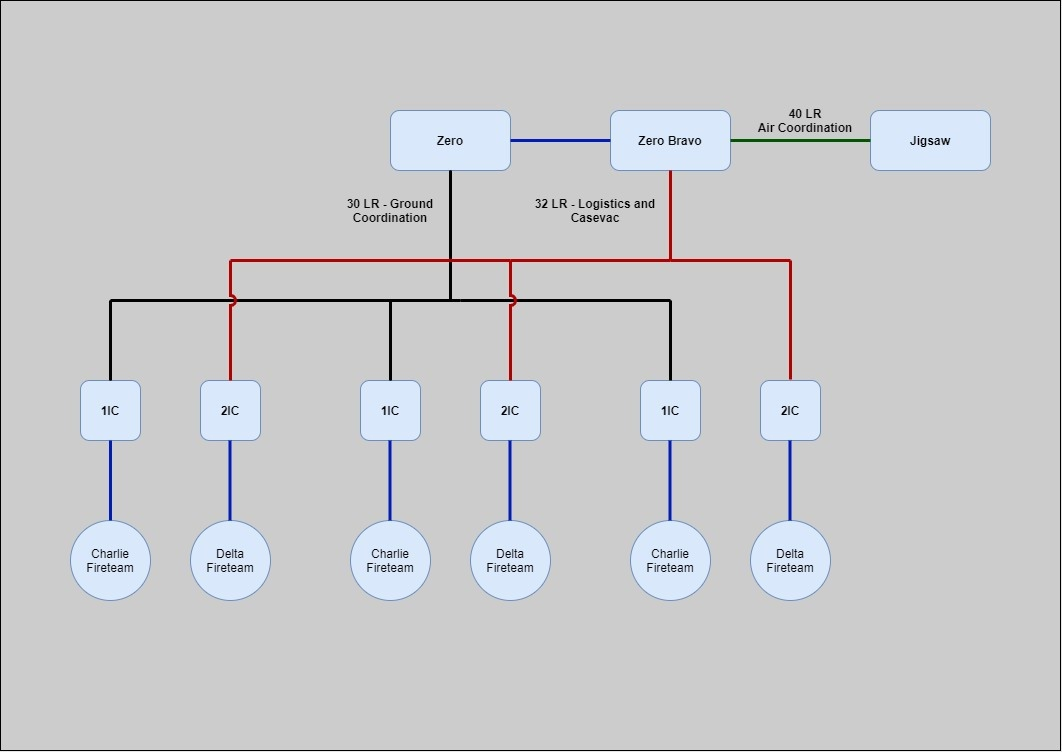 40 LR
Air Coordination
Zero
Zero Bravo
Jigsaw
30 LR - Ground
Coordination
32 LR - Logistics and
Casevac
1IC
2IC
1IC
2IC
1IC
2IC
Charlie
Fireteam
Delta
Fireteam
Charlie
Fireteam
Delta
Fireteam
Charlie
Fireteam
Delta
Fireteam